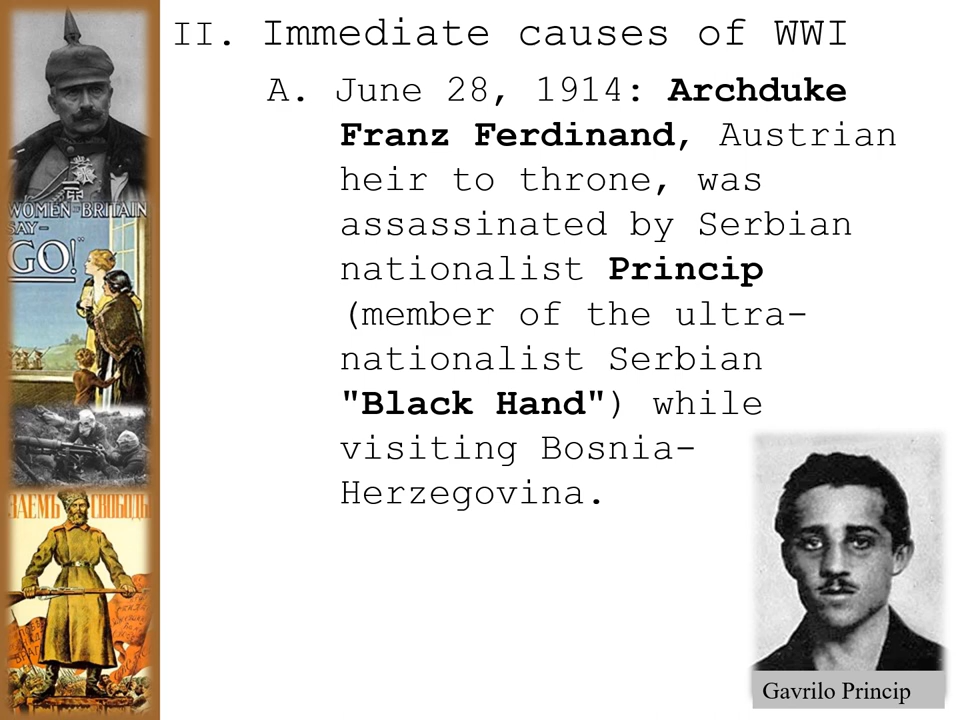 II. Immediate causes of WWI
A. June 28, 1914: Archduke
Franz Ferdinand, Austrian
heir to throne, was
assassinated by Serbian
nationalist Princip
(member of the ultra-
nationalist Serbian
"Black Hand") while
visiting Bosnia-
Herzegovina.
WOMEN-BRITAIN
SAY-
"GO!"
ЗАЕМЪ СВОБОДЫ
Gavrilo Princip